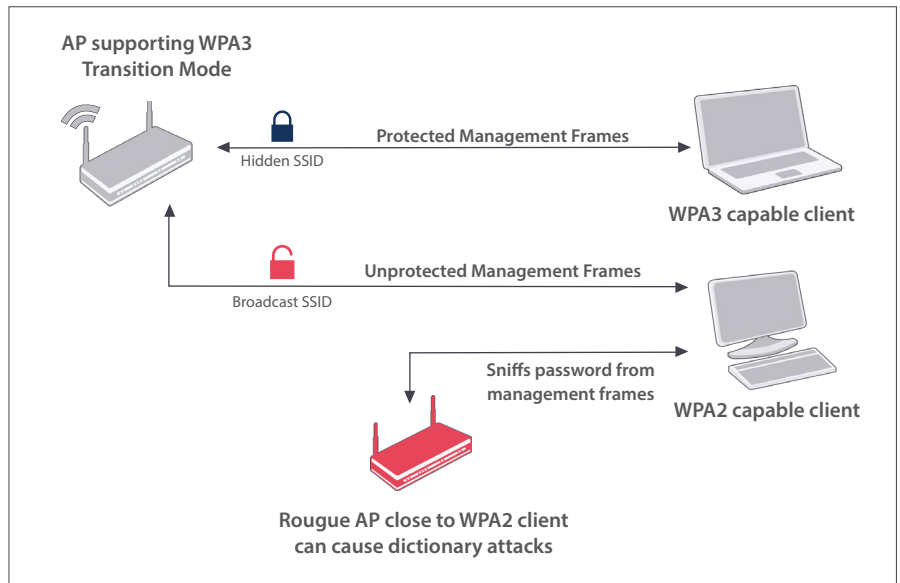 AP supporting WPA3
Transition Mode
Protected Management Frames
Hidden SSID
WPA3 capable client
Unprotected Management Frames
Broadcast SSID
Sniffs password from
management frames
WPA2 capable client
Rougue AP close to WPA2 client
can cause dictionary attacks